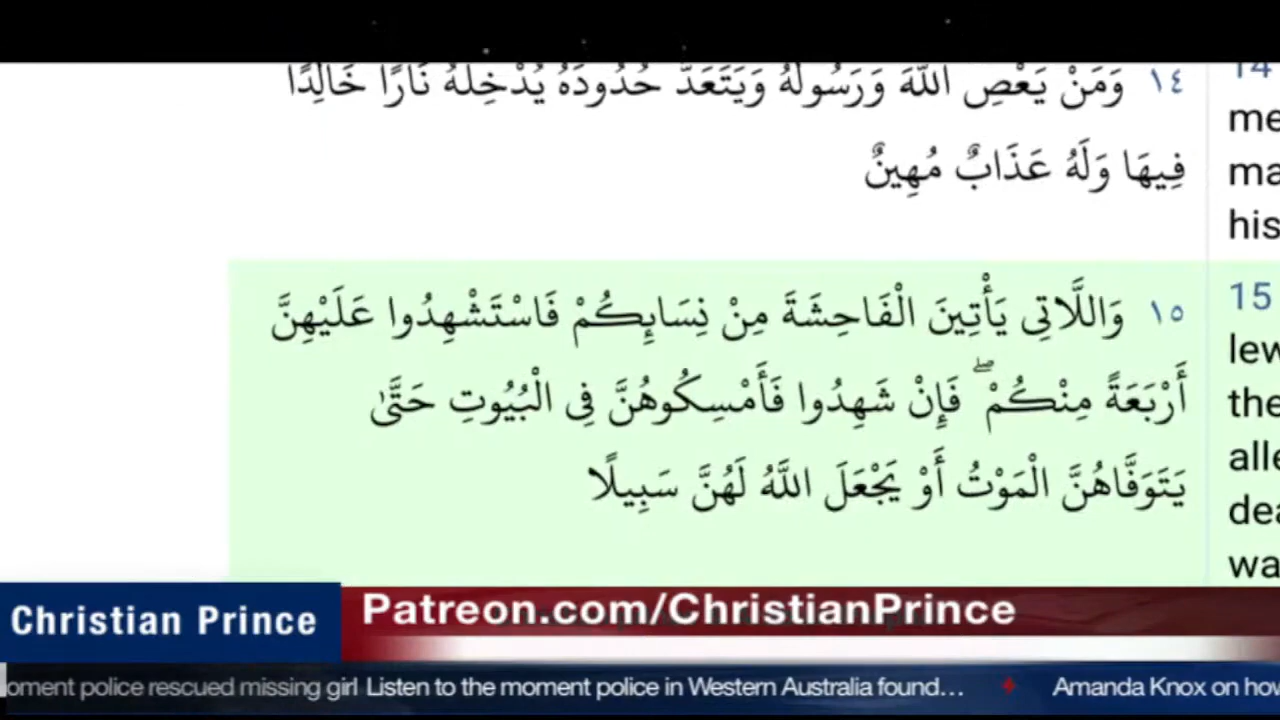 ١٤ وَمَنْ يَعْصِ اللَّهَ وَرَسُولَهُ وَيَتَعَدَّ حُدُودَهُ يُدْخِلْهُ نَارًا خَالِدًا
فِيهَا وَلَهُ عَذَابٌ مُهِينٌ
١٥ وَاللَّاتِي يَأْتِينَ الْفَاحِشَةَ مِنْ نِسَائِكُمْ فَاسْتَشْهِدُوا عَلَيْهِنَّ
أَرْبَعَةً مِنْكُمْ ۖ فَإِنْ شَهِدُوا فَأَمْسِكُوهُنَّ فِي الْبُيُوتِ حَتَّىٰ
يَتَوَفَّاهُنَّ الْمَوْتُ أَوْ يَجْعَلَ اللَّهُ لَهُنَّ سَبِيلًا
14
me
ma
his
15
lew
the
alle
dea
wa
Christian Prince
Patreon.com/ChristianPrince
oment police rescued missing girl Listen to the moment police in Western Australia found… Amanda Knox on how